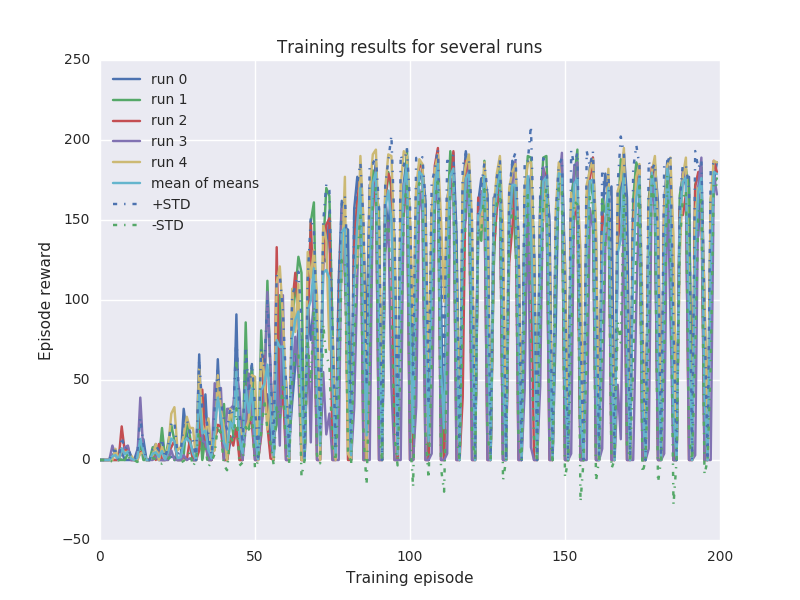 Training results for several runs
250
200
150
100
50
0
−50
run 0
run 1
run 2
run 3
run 4
mean of means
+STD
-STD
Episode reward
0
50
100
150
200
Training episode